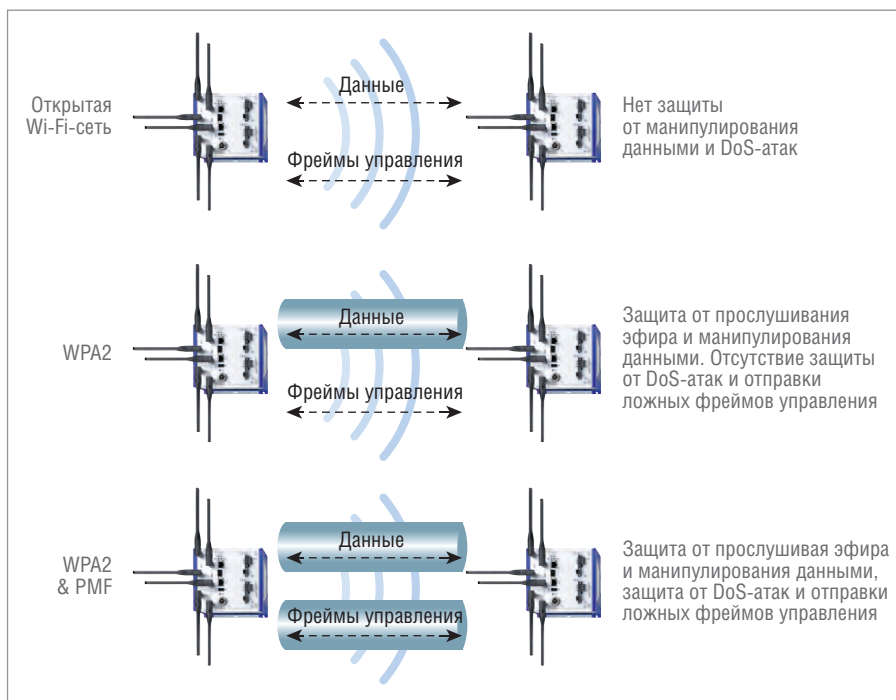 Открытая
Wi-Fi-сеть
Данные
Фреймы управления
Нет защиты
от манипулирования
данными и DoS-атак
WPA2
Данные
Фреймы управления
Защита от прослушивания
эфира и манипулирования
данными. Отсутствие защиты
от DoS-атак и отправки
ложных фреймов управления
WPA2
& PMF
Данные
Фреймы управления
Защита от прослушивая эфира
и манипулирования данными,
защита от DoS-атак и отправки
ложных фреймов управления